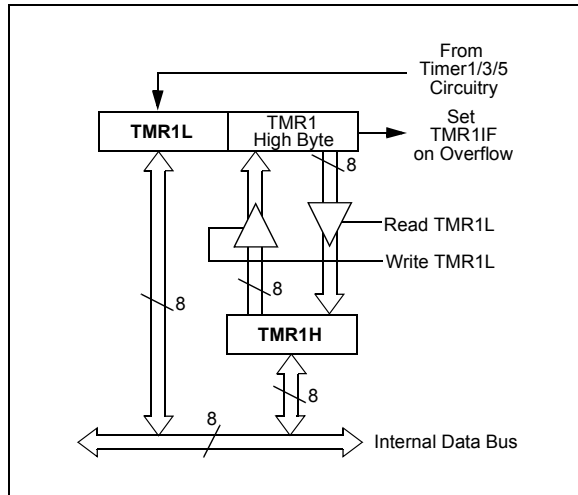 From
Timer1/3/5
Circuitry
TMR1L
TMR1
High Byte
Set
TMR1IF
on Overflow
8
Read TMR1L
Write TMR1L
8
8
TMR1H
8
8
Internal Data Bus